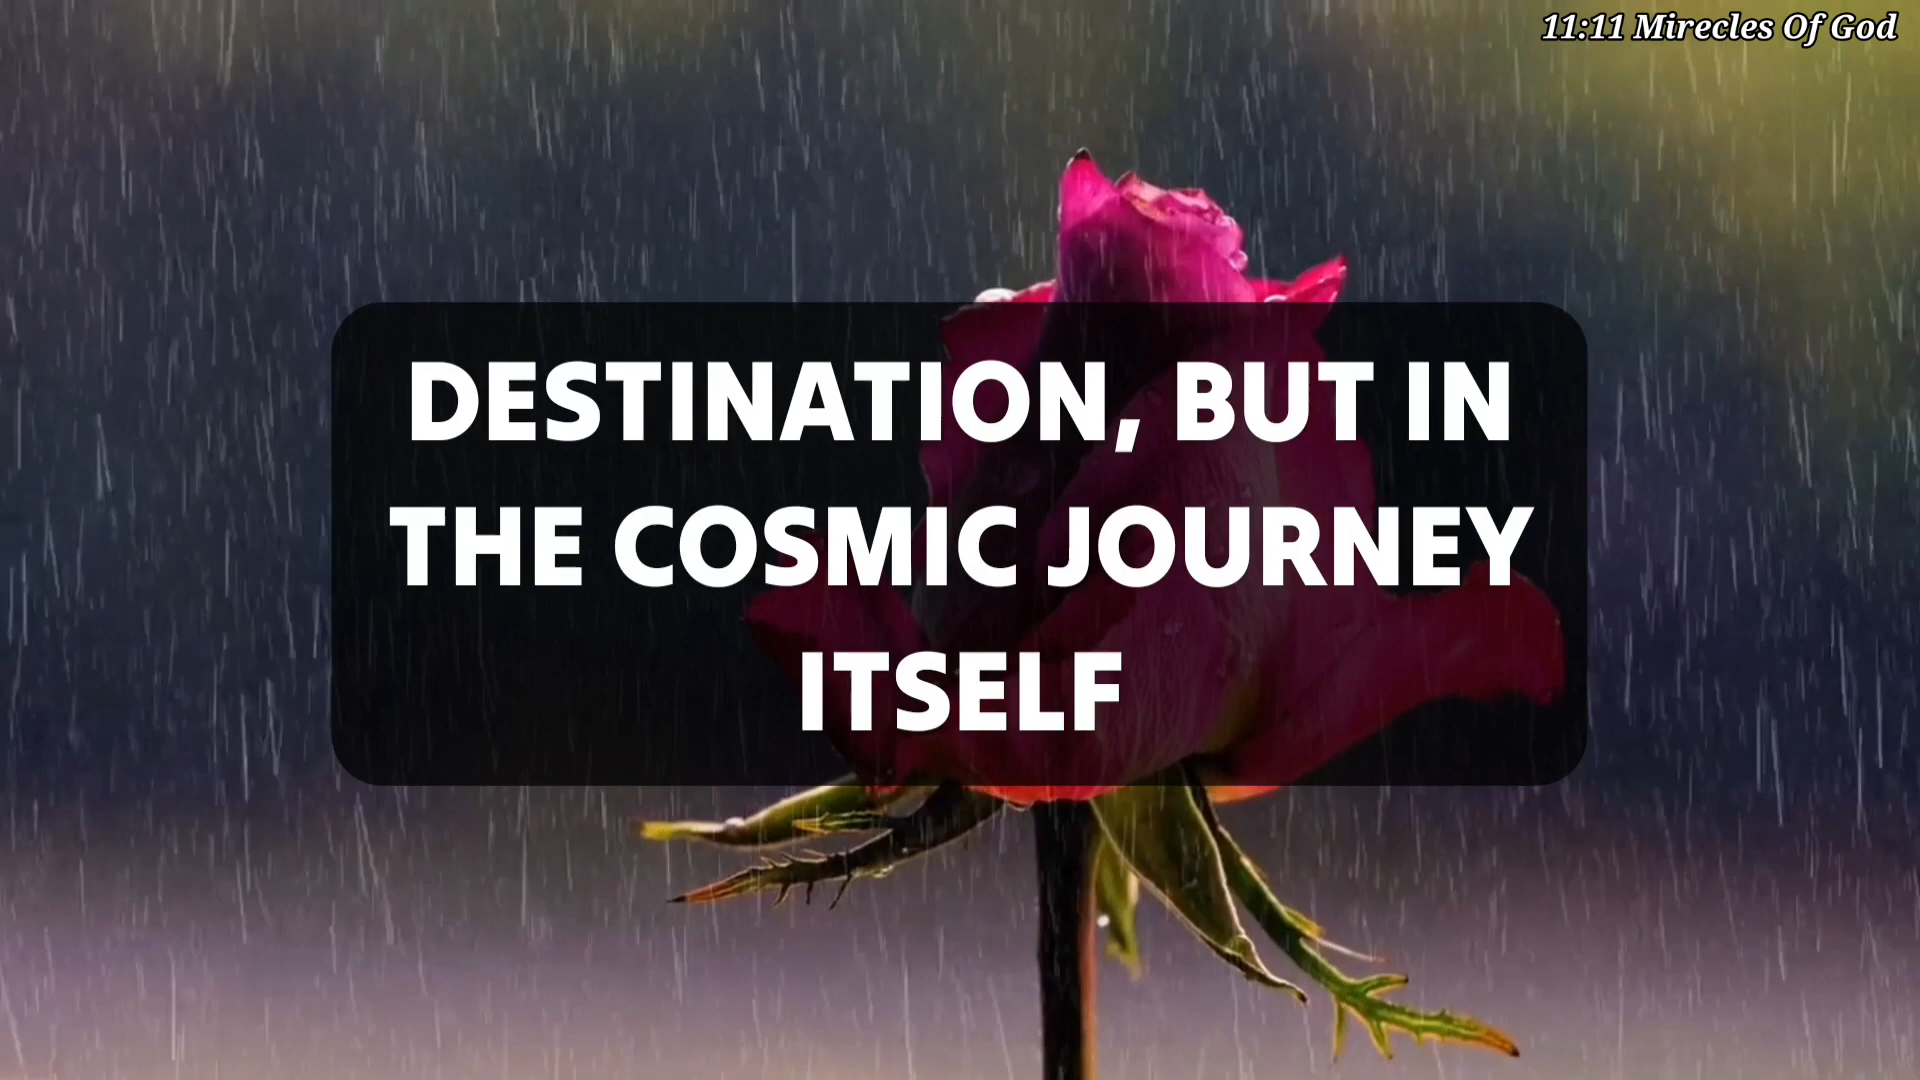 11:11 Mirecles Of God
DESTINATION, BUT IN
THE COSMIC JOURNEY
ITSELF